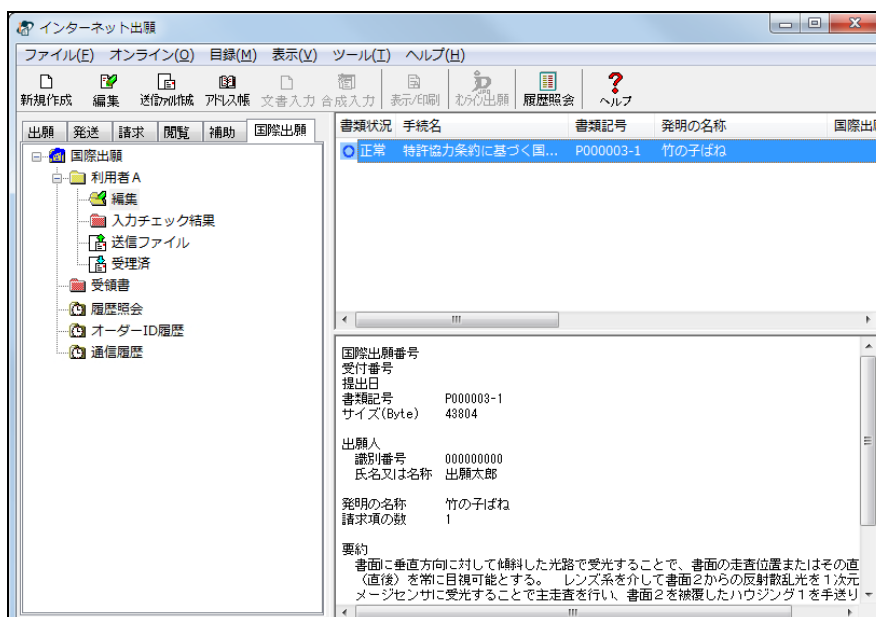 インターネット出願
ファイル(F) オンライン(O) 目録(M) 表示(V) ツール(T) ヘルプ(H)
新規作成 編集 送信ファイル作成 アドレス帳 文書入力 合成入力 表示/印刷 オンライン出願 履歴照会 ヘルプ
出願 発送 請求 閲覧 補助 国際出願
国際出願
利用者A
編集
入力チェック結果
送信ファイル
受理済
受領書
履歴照会
オーダーID履歴
通信履歴
書類状況 手続名 書類記号 発明の名称
正常 特許協力条約に基づく国... P000003-1 竹の子ばね
国際出願番号
受付番号
提出日
書類記号 P000003-1
サイズ(Byte) 43804
出願人
識別番号 000000000
氏名又は名称 出願太郎
発明の名称 竹の子ばね
請求項の数 1
要約
書面に垂直方向に対して傾斜した光路で受光することで、書面の走査位置またはその直
（直後）を常に目視可能とする。 レンズ系を介して書面２からの反射散乱光を１次元
メージセンサに受光することで主走査を行い、書面２を被覆したハウジング１を手送り